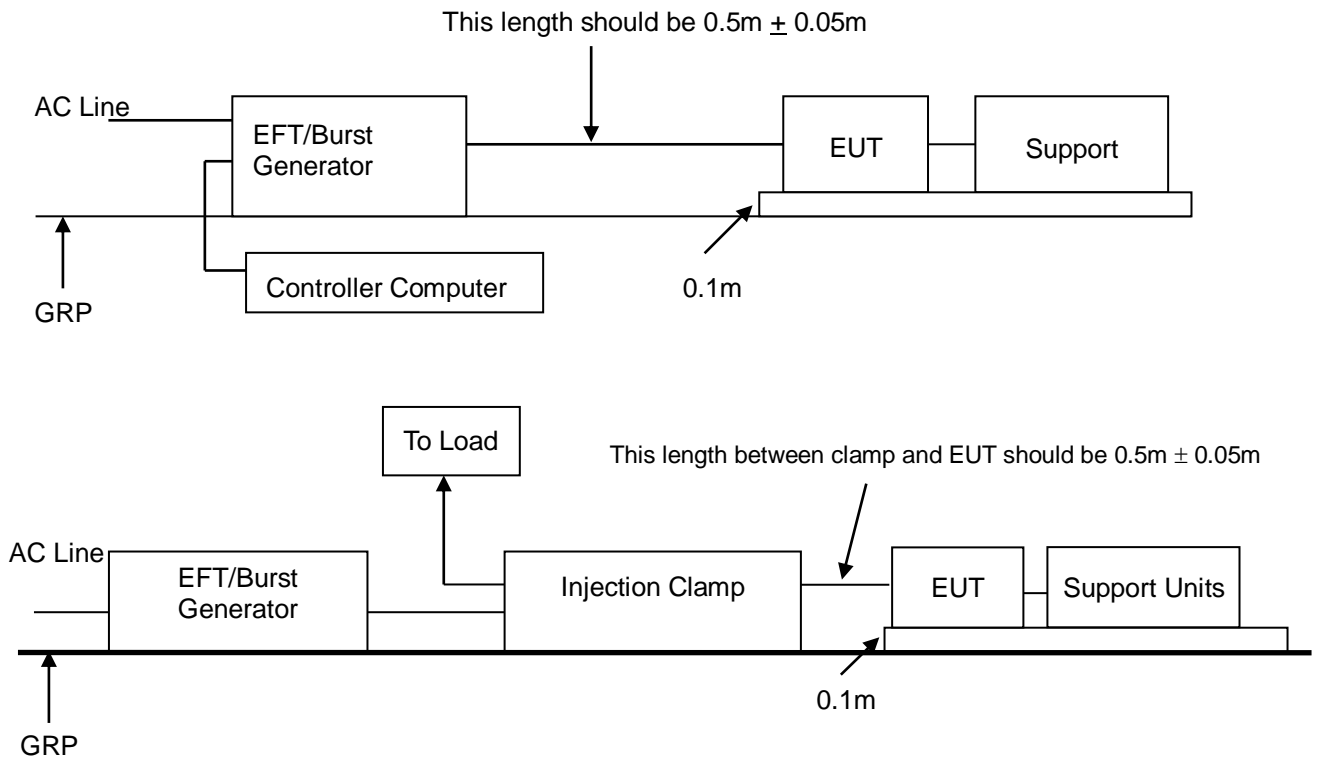 This length should be 0.5m ± 0.05m
AC Line
EFT/Burst
Generator
EUT
Support
Controller Computer
0.1m
GRP
To Load
This length between clamp and EUT should be 0.5m ± 0.05m
AC Line
EFT/Burst
Generator
Injection Clamp
EUT
Support Units
0.1m
GRP